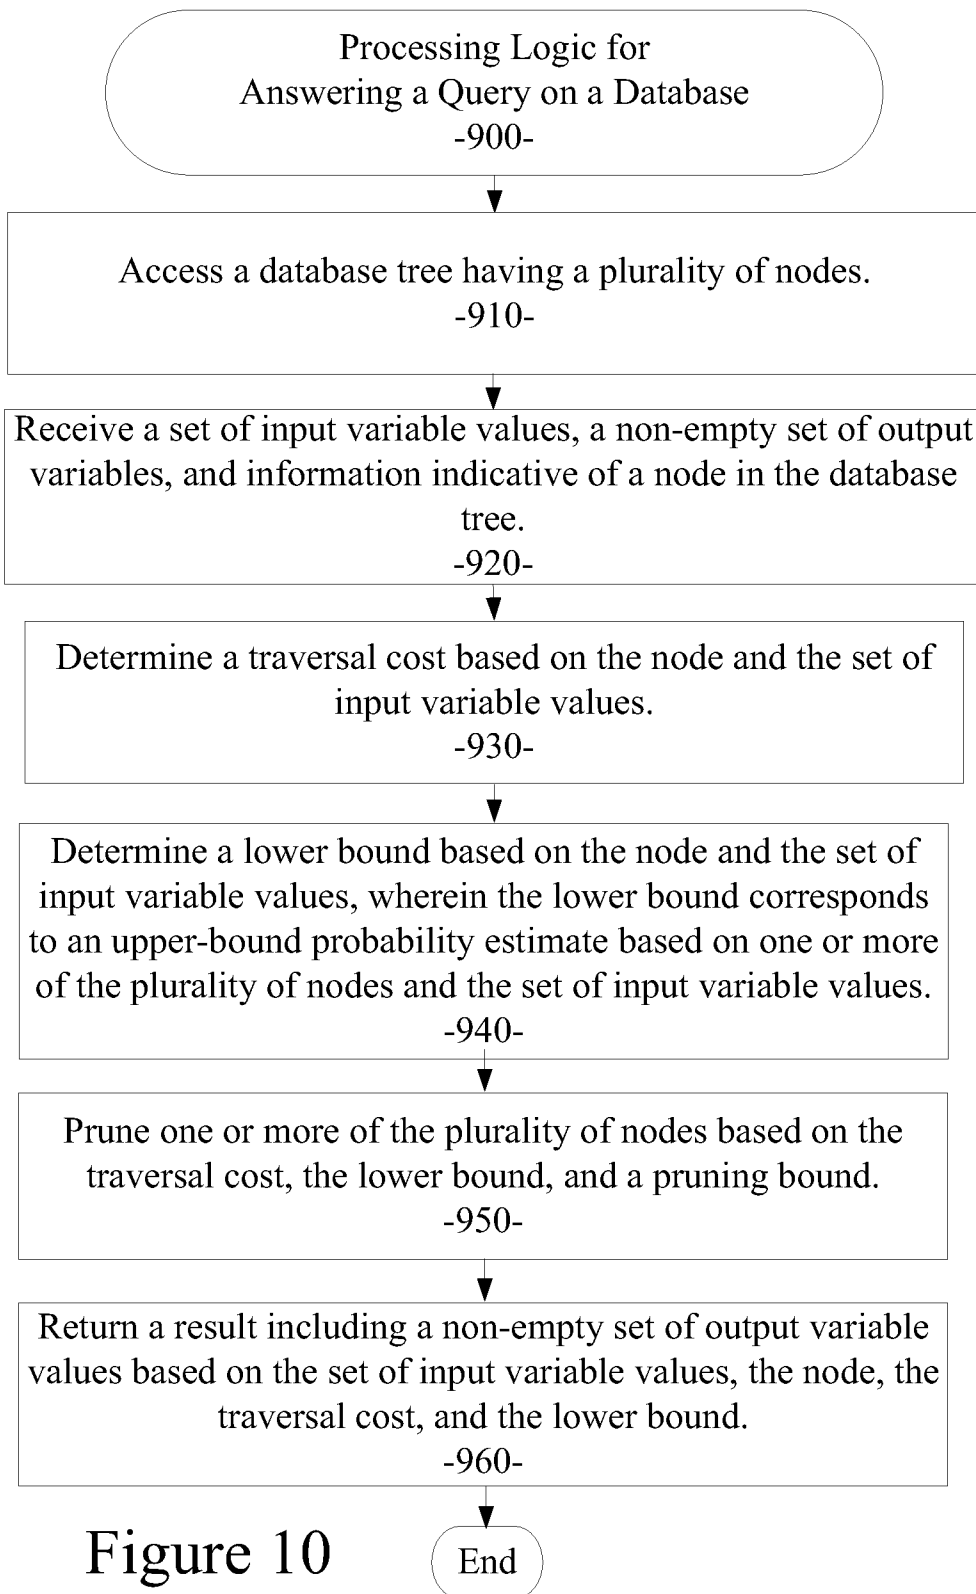 Processing Logic for
Answering a Query on a Database
-900-
Access a database tree having a plurality of nodes.
-910-
Receive a set of input variable values, a non-empty set of output
variables, and information indicative of a node in the database
tree.
-920-
Determine a traversal cost based on the node and the set of
input variable values.
-930-
Determine a lower bound based on the node and the set of
input variable values, wherein the lower bound corresponds
to an upper-bound probability estimate based on one or more
of the plurality of nodes and the set of input variable values.
-940-
Prune one or more of the plurality of nodes based on the
traversal cost, the lower bound, and a pruning bound.
-950-
Return a result including a non-empty set of output variable
values based on the set of input variable values, the node, the
traversal cost, and the lower bound.
-960-
Figure 10
End